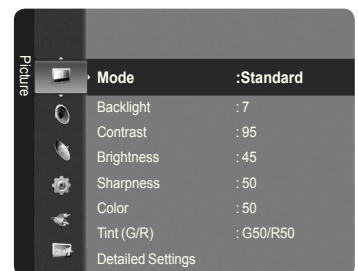 Picture
Mode :Standard
Backlight : 7
Contrast : 95
Brightness : 45
Sharpness : 50
Color : 50
Tint (G/R) : G50/R50
Detailed Settings